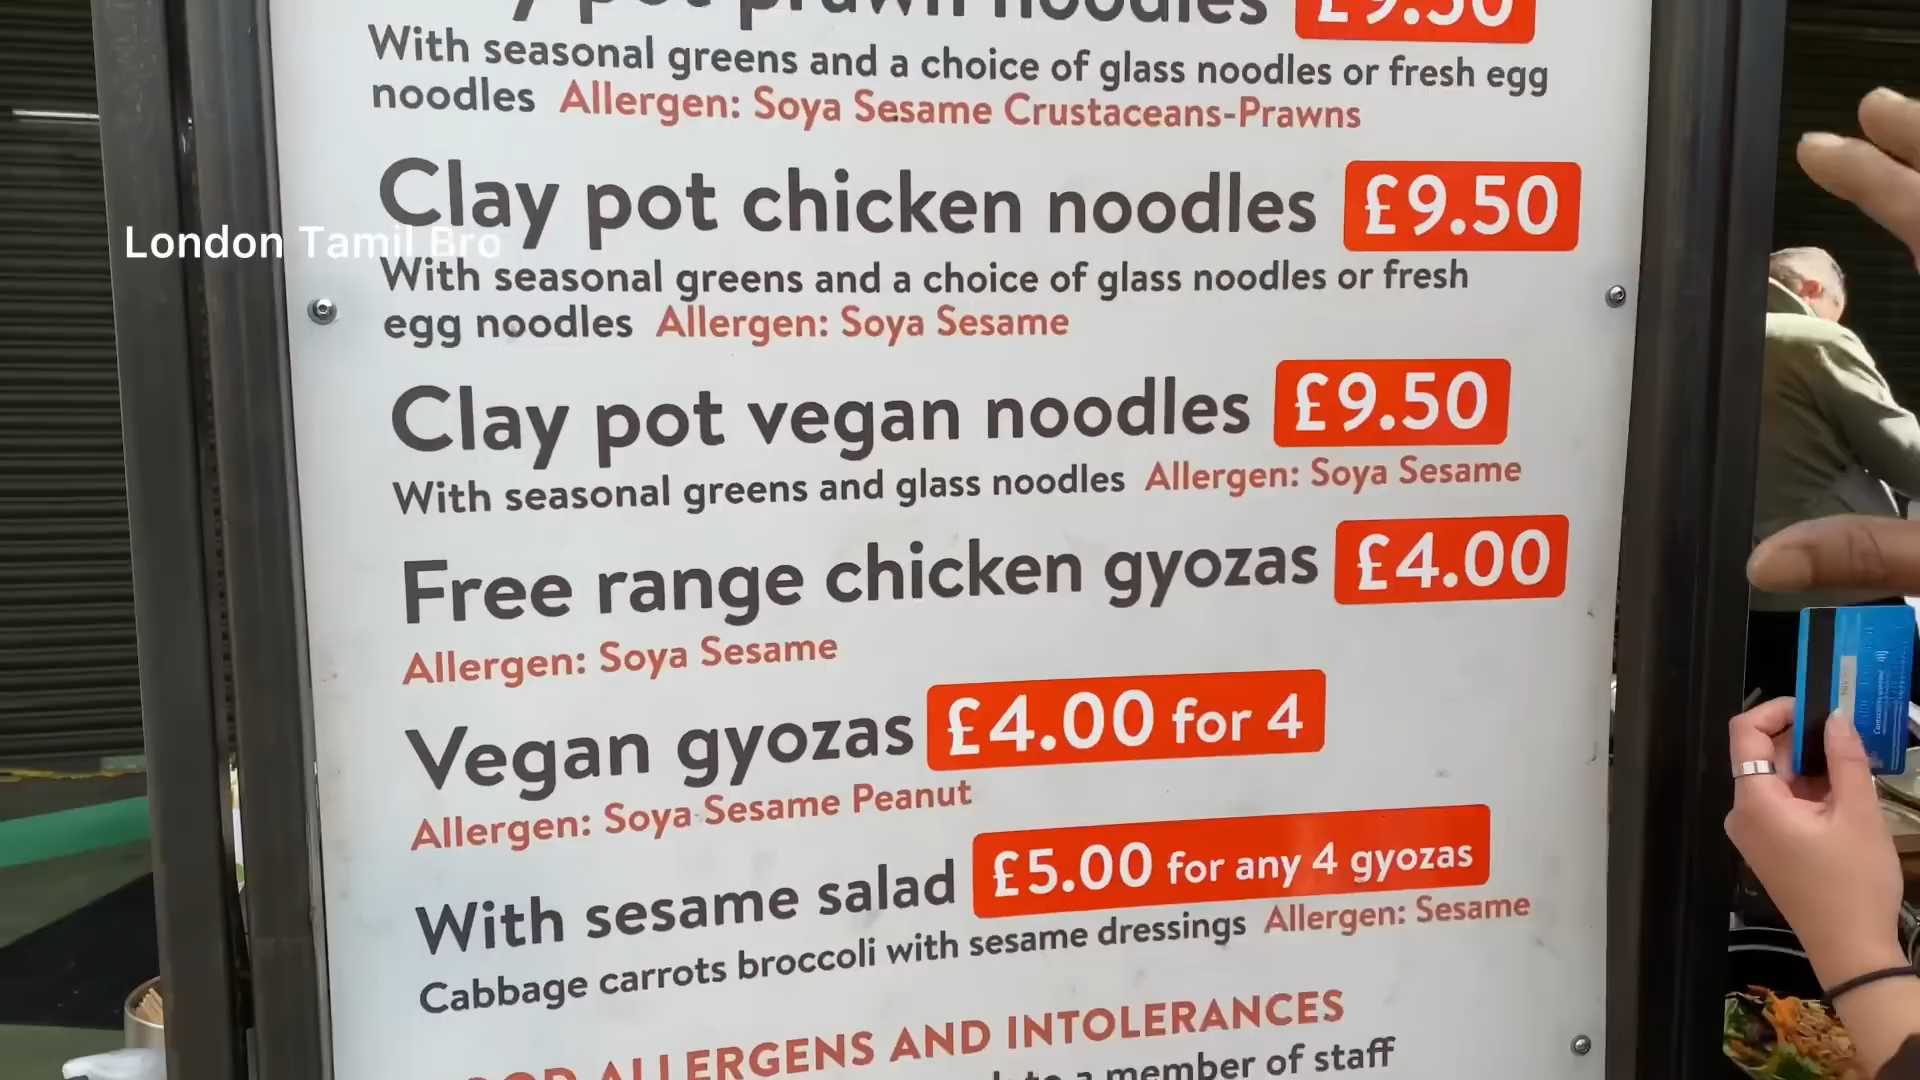 pot prawn noodles £9.50
With seasonal greens and a choice of glass noodles or fresh egg
noodles Allergen: Soya Sesame Crustaceans-Prawns
Clay pot chicken noodles £9.50
London Tamil Bro
With seasonal greens and a choice of glass noodles or fresh
egg noodles Allergen: Soya Sesame
Clay pot vegan noodles £9.50
With seasonal greens and glass noodles Allergen: Soya Sesame
Free range chicken gyozas £4.00
Allergen: Soya Sesame
Vegan gyozas £4.00 for 4
Allergen: Soya Sesame Peanut
With sesame salad £5.00 for any 4 gyozas
Cabbage carrots broccoli with sesame dressings Allergen: Sesame
ALLERGENS AND INTOLERANCES
a member of staff